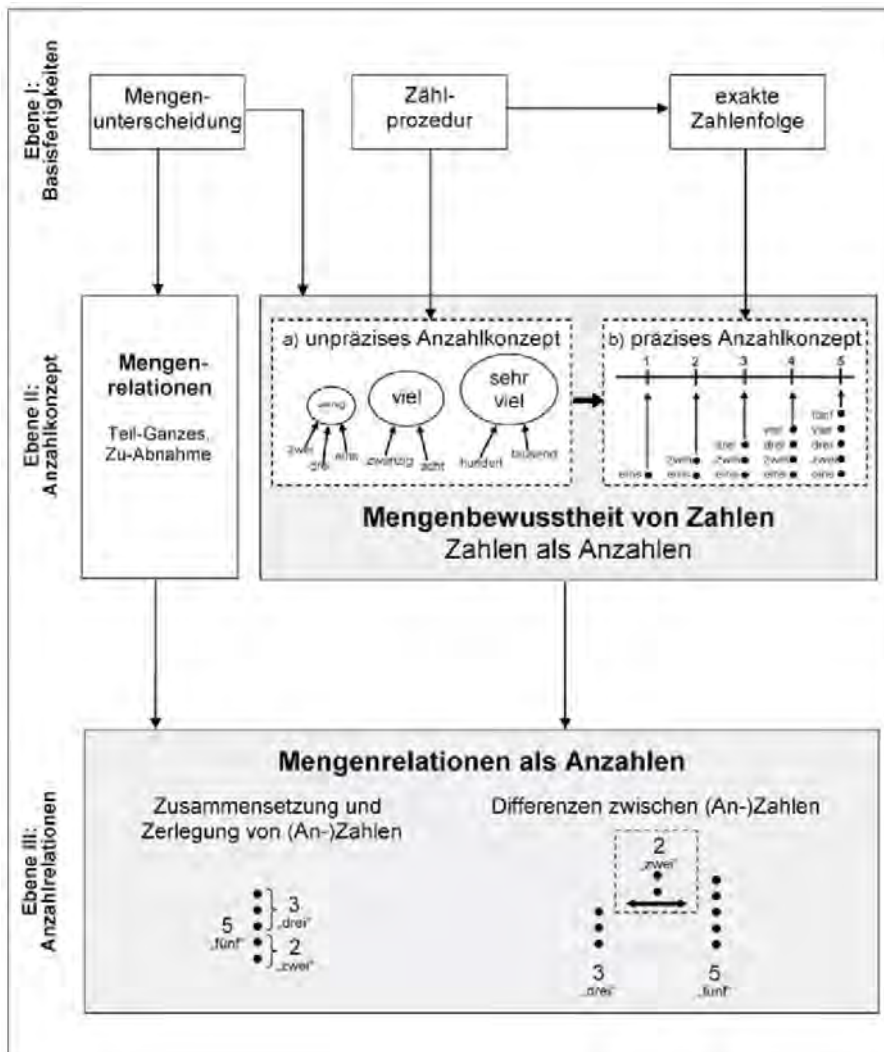 Ebene I:
Basisfertigkeiten
Mengen-
unterscheidung
Zähl-
prozedur
exakte
Zahlenfolge
Ebene II:
Anzahlkonzept
Mengen-
relationen
Teil-Ganzes,
Zu-Abnahme
a) unpräzises Anzahlkonzept
wenig
viel
sehr
viel
zwei
drei
eins
zwanzig
acht
hundert
tausend
b) präzises Anzahlkonzept
1 2 3 4 5
fünf
vier vier
drei drei drei
zwei zwei zwei zwei
eins eins eins eins eins
Mengenbewusstheit von Zahlen
Zahlen als Anzahlen
Ebene III:
Anzahlrelationen
Mengenrelationen als Anzahlen
Zusammensetzung und
Zerlegung von (An-)Zahlen
5
„fünf“
3
„drei“
2
„zwei“
Differenzen zwischen (An-)Zahlen
2
„zwei“
3
„drei“
5
„fünf“